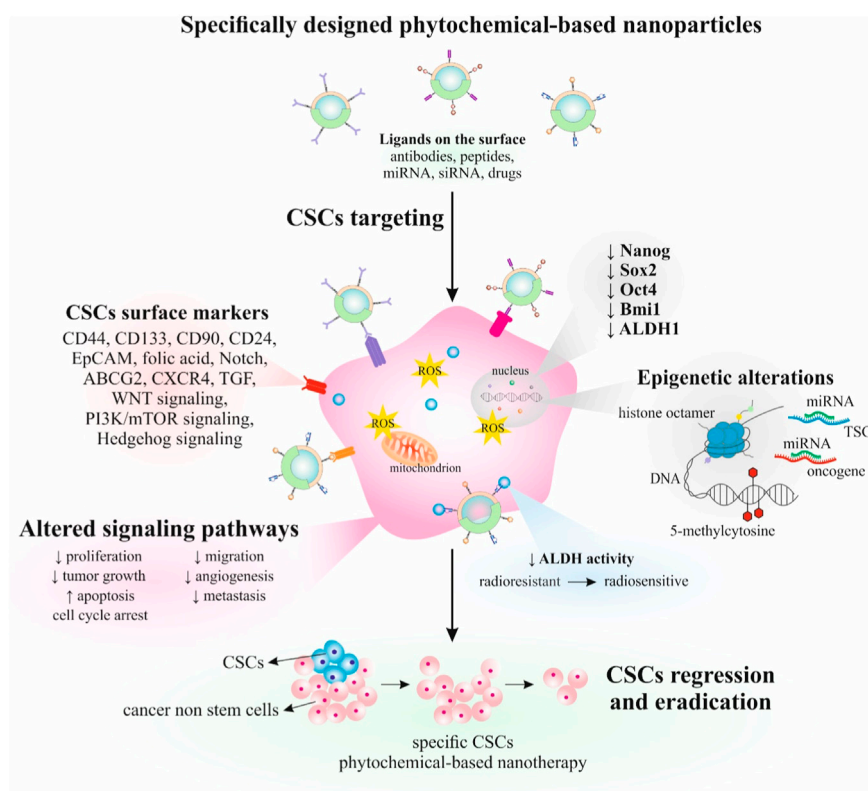 Specifically designed phytochemical-based nanoparticles
Ligands on the surface
antibodies, peptides,
miRNA, siRNA, drugs
CSCs targeting
↓ Nanog
↓ Sox2
↓ Oct4
↓ Bmi1
↓ ALDH1
CSCs surface markers
CD44, CD133, CD90, CD24,
EpCAM, folic acid, Notch,
ABCG2, CXCR4, TGF,
WNT signaling,
PI3K/mTOR signaling,
Hedgehog signaling
ROS
nucleus
ROS
ROS
mitochondrion
Epigenetic alterations
histone octamer
miRNA
TSG
miRNA
oncogene
DNA
5-methylcytosine
Altered signaling pathways
↓ proliferation
↓ tumor growth
↑ apoptosis
cell cycle arrest
↓ migration
↓ angiogenesis
↓ metastasis
↓ ALDH activity
radioresistant → radiosensitive
CSCs
cancer non stem cells
CSCs regression
and eradication
specific CSCs
phytochemical-based nanotherapy